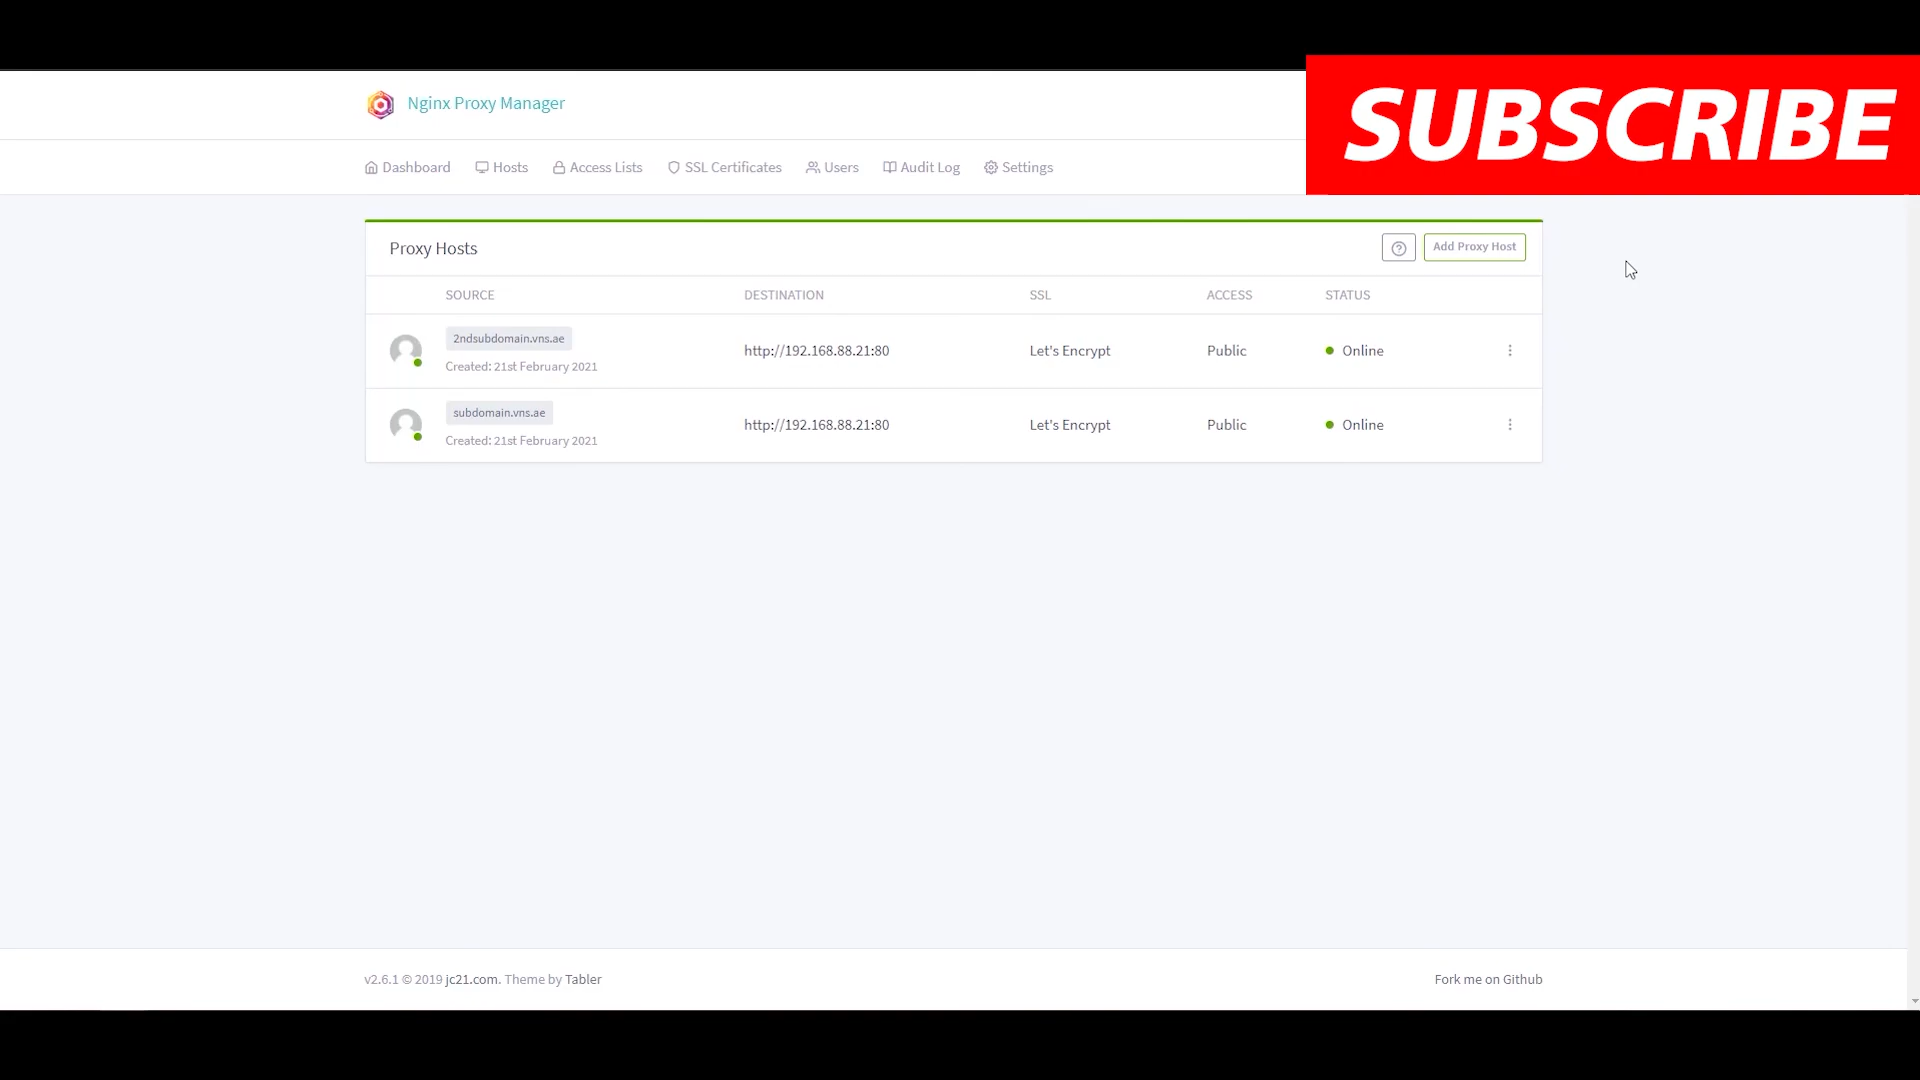 SUBSCRIBE
Nginx Proxy Manager
Dashboard Hosts Access Lists SSL Certificates Users Audit Log Settings
Proxy Hosts Add Proxy Host
SOURCE DESTINATION SSL ACCESS STATUS
2ndsubdomain.vns.ae
http://192.168.88.21:80 Let's Encrypt Public Online
Created: 21st February 2021
subdomain.vns.ae
http://192.168.88.21:80 Let's Encrypt Public Online
Created: 21st February 2021
v2.6.1 © 2019 jc21.com. Theme by Tabler Fork me on Github